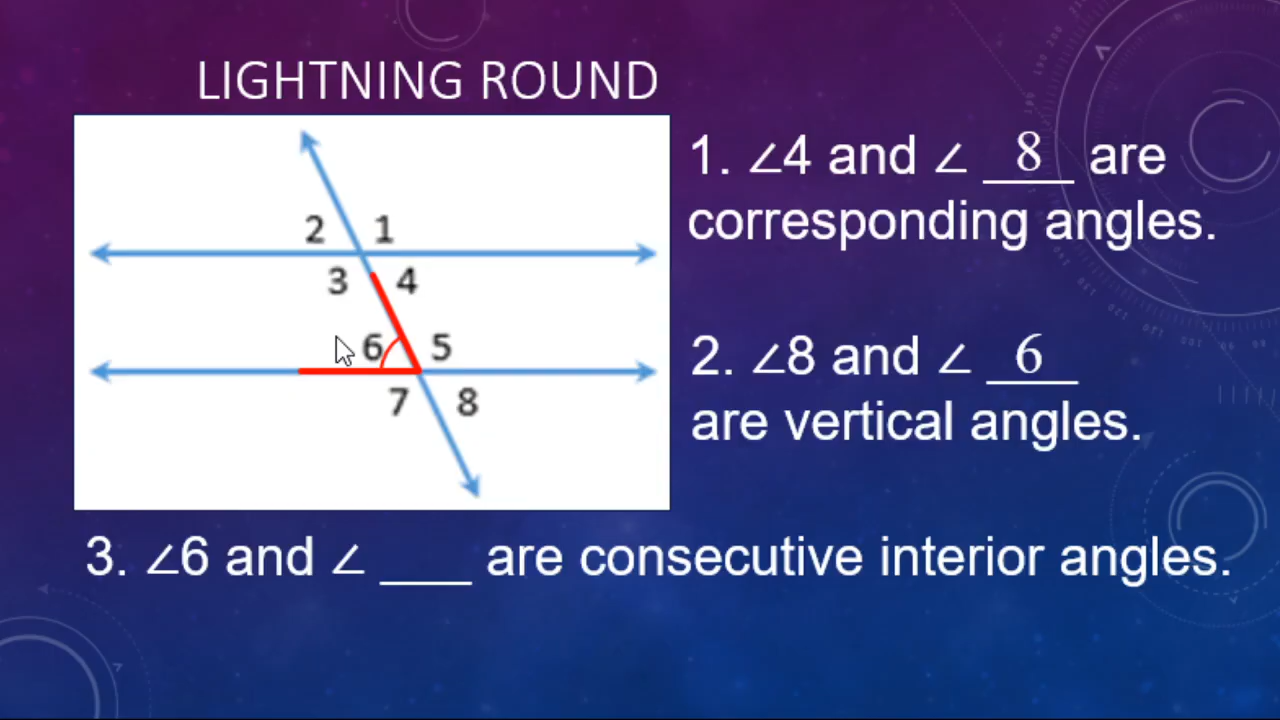 LIGHTNING ROUND
2 1
3 4
6 5
7 8
1. ∠4 and ∠ 8 are
corresponding angles.
2. ∠8 and ∠ 6
are vertical angles.
3. ∠6 and ∠ ___ are consecutive interior angles.